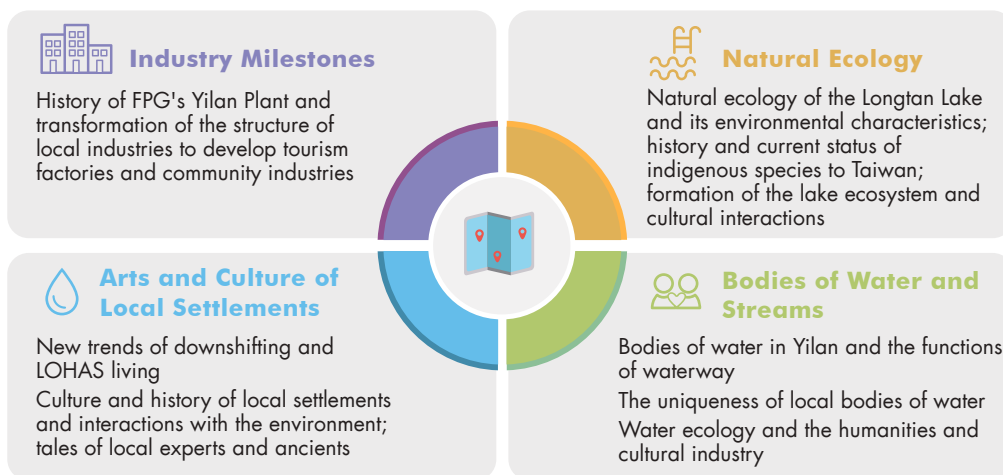 Industry Milestones
History of FPG's Yilan Plant and
transformation of the structure of
local industries to develop tourism
factories and community industries
Natural Ecology
Natural ecology of the Longtan Lake
and its environmental characteristics;
history and current status of
indigenous species to Taiwan;
formation of the lake ecosystem and
cultural interactions
Arts and Culture of
Local Settlements
New trends of downshifting and
LOHAS living
Culture and history of local settlements
and interactions with the environment;
tales of local experts and ancients
Bodies of Water and
Streams
Bodies of water in Yilan and the functions
of waterway
The uniqueness of local bodies of water
Water ecology and the humanities and
cultural industry